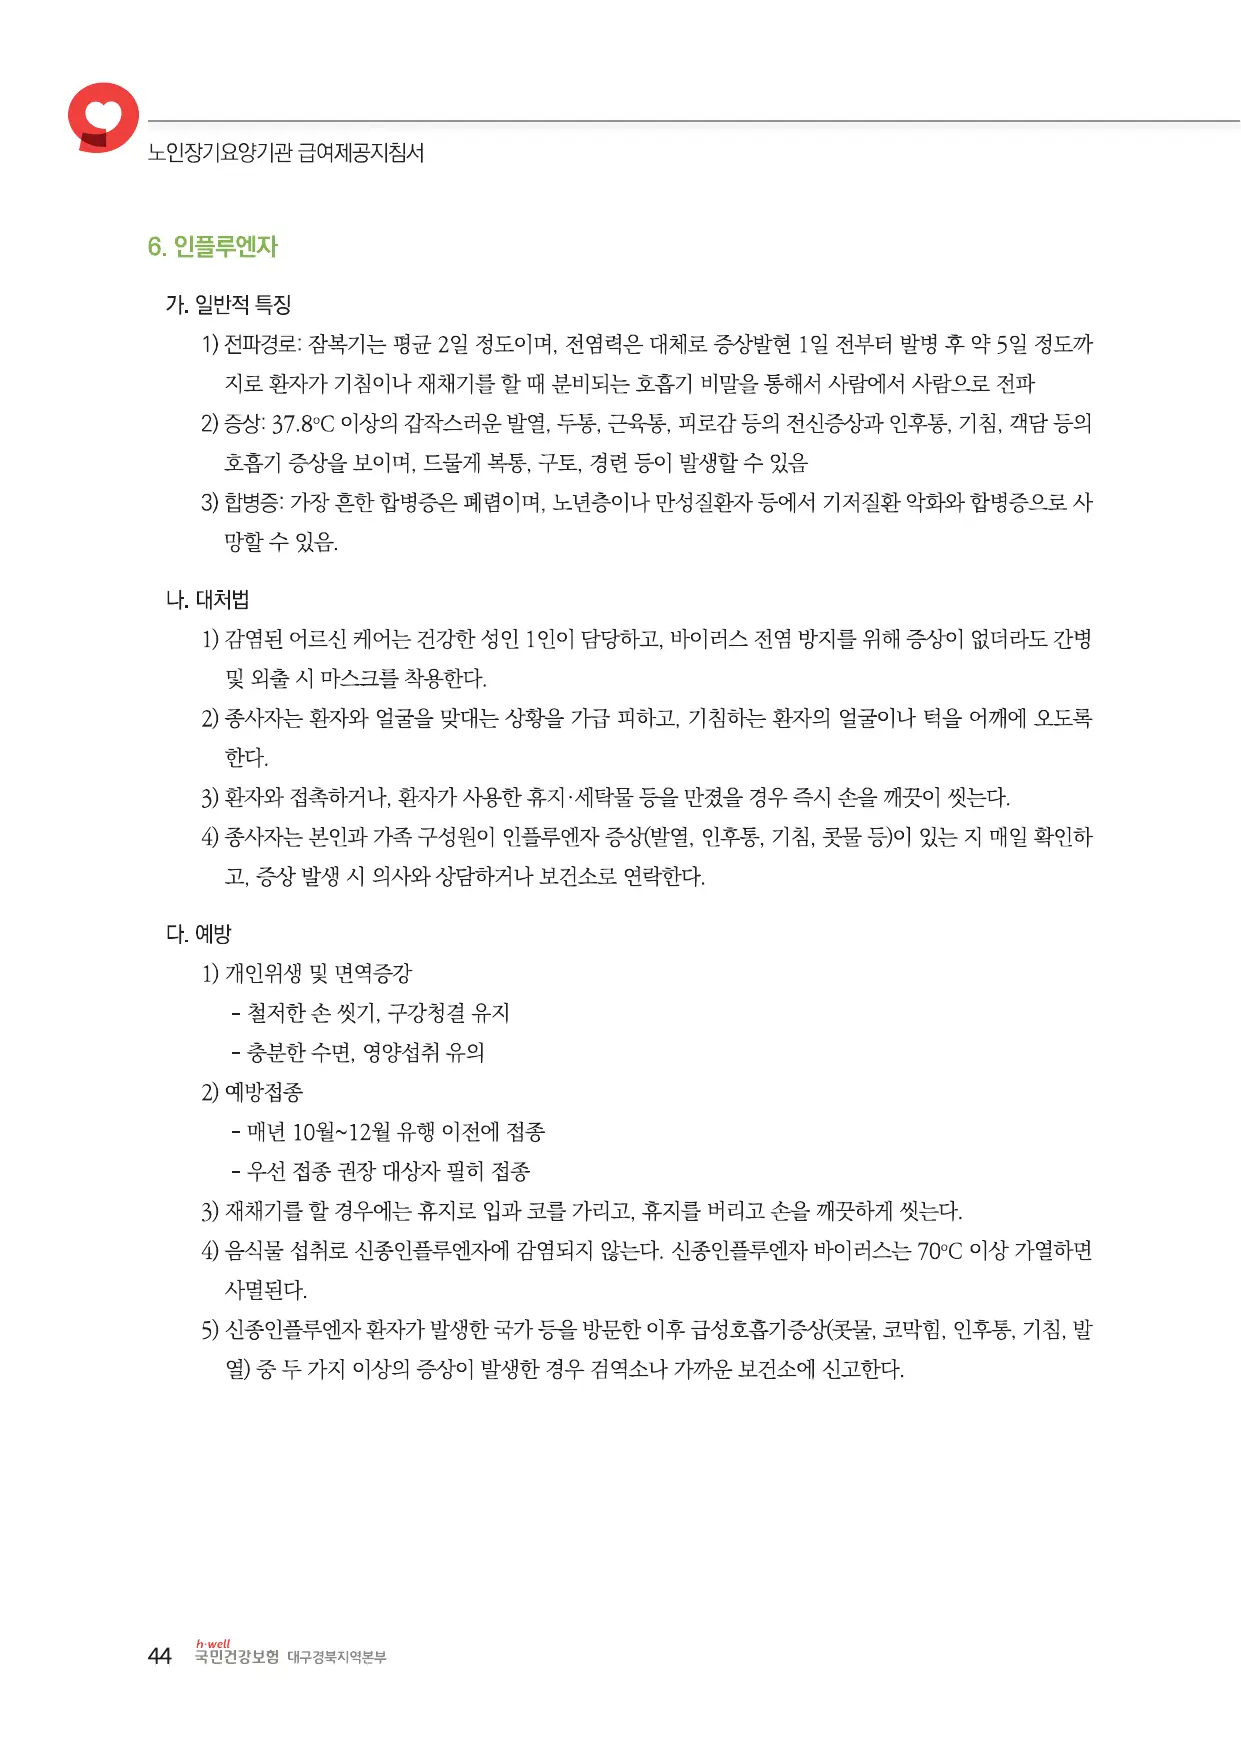 노인장기요양기관 급여제공지침서
6. 인플루엔자
가. 일반적 특징
1) 전파경로: 잠복기는 평균 2일 정도이며, 전염력은 대체로 증상발현 1일 전부터 발병 후 약 5일 정도까
지로 환자가 기침이나 재채기를 할 때 분비되는 호흡기 비말을 통해서 사람에서 사람으로 전파
2) 증상: 37.8ºC 이상의 갑작스러운 발열, 두통, 근육통, 피로감 등의 전신증상과 인후통, 기침, 객담 등의
호흡기 증상을 보이며, 드물게 복통, 구토, 경련 등이 발생할 수 있음
3) 합병증: 가장 흔한 합병증은 폐렴이며, 노년층이나 만성질환자 등에서 기저질환 악화와 합병증으로 사
망할 수 있음.
나. 대처법
1) 감염된 어르신 케어는 건강한 성인 1인이 담당하고, 바이러스 전염 방지를 위해 증상이 없더라도 간병
및 외출 시 마스크를 착용한다.
2) 종사자는 환자와 얼굴을 맞대는 상황을 가급 피하고, 기침하는 환자의 얼굴이나 턱을 어깨에 오도록
한다.
3) 환자와 접촉하거나, 환자가 사용한 휴지·세탁물 등을 만졌을 경우 즉시 손을 깨끗이 씻는다.
4) 종사자는 본인과 가족 구성원이 인플루엔자 증상(발열, 인후통, 기침, 콧물 등)이 있는 지 매일 확인하
고, 증상 발생 시 의사와 상담하거나 보건소로 연락한다.
다. 예방
1) 개인위생 및 면역증강
- 철저한 손 씻기, 구강청결 유지
- 충분한 수면, 영양섭취 유의
2) 예방접종
- 매년 10월~12월 유행 이전에 접종
- 우선 접종 권장 대상자 필히 접종
3) 재채기를 할 경우에는 휴지로 입과 코를 가리고, 휴지를 버리고 손을 깨끗하게 씻는다.
4) 음식물 섭취로 신종인플루엔자에 감염되지 않는다. 신종인플루엔자 바이러스는 70ºC 이상 가열하면
사멸된다.
5) 신종인플루엔자 환자가 발생한 국가 등을 방문한 이후 급성호흡기증상(콧물, 코막힘, 인후통, 기침, 발
열) 중 두 가지 이상의 증상이 발생한 경우 검역소나 가까운 보건소에 신고한다.
h·well
44 국민건강보험 대구경북지역본부